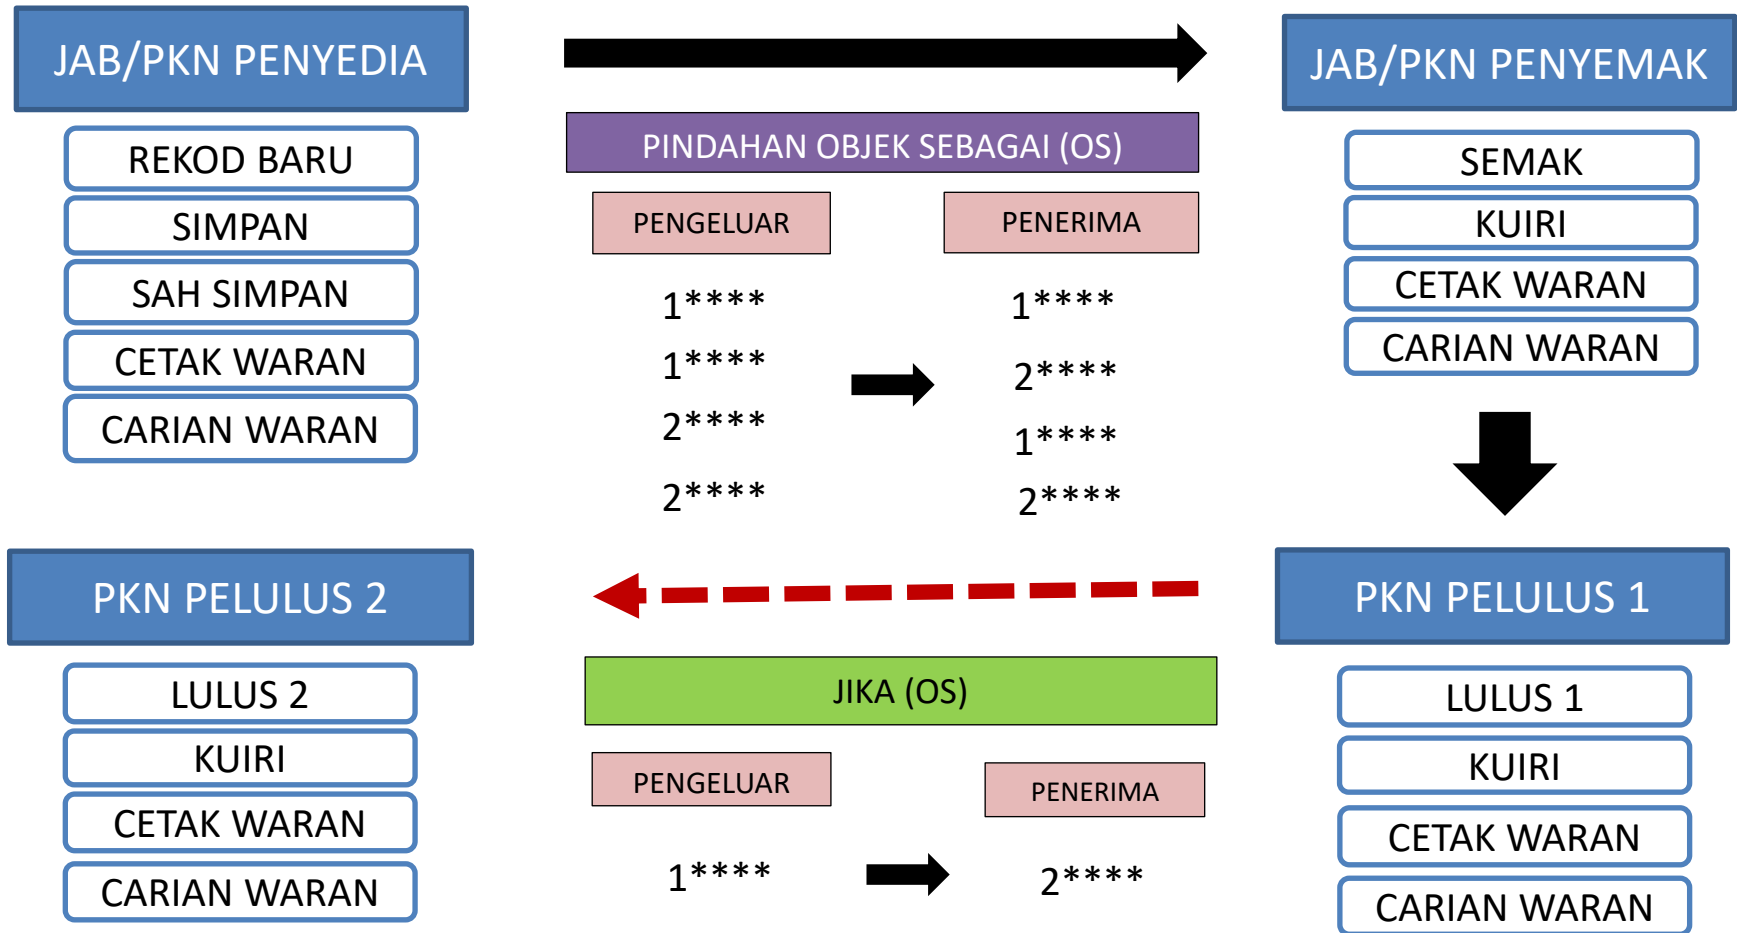 JAB/PKN PENYEDIA
REKOD BARU
SIMPAN
SAH SIMPAN
CETAK WARAN
CARIAN WARAN
PINDAHAN OBJEK SEBAGAI (OS)
PENGELUAR
PENERIMA
1****
1****
1****
2****
2****
1****
2****
2****
JAB/PKN PENYEMAK
SEMAK
KUIRI
CETAK WARAN
CARIAN WARAN
PKN PELULUS 1
LULUS 1
KUIRI
CETAK WARAN
CARIAN WARAN
JIKA (OS)
PENGELUAR
PENERIMA
1****
2****
PKN PELULUS 2
LULUS 2
KUIRI
CETAK WARAN
CARIAN WARAN